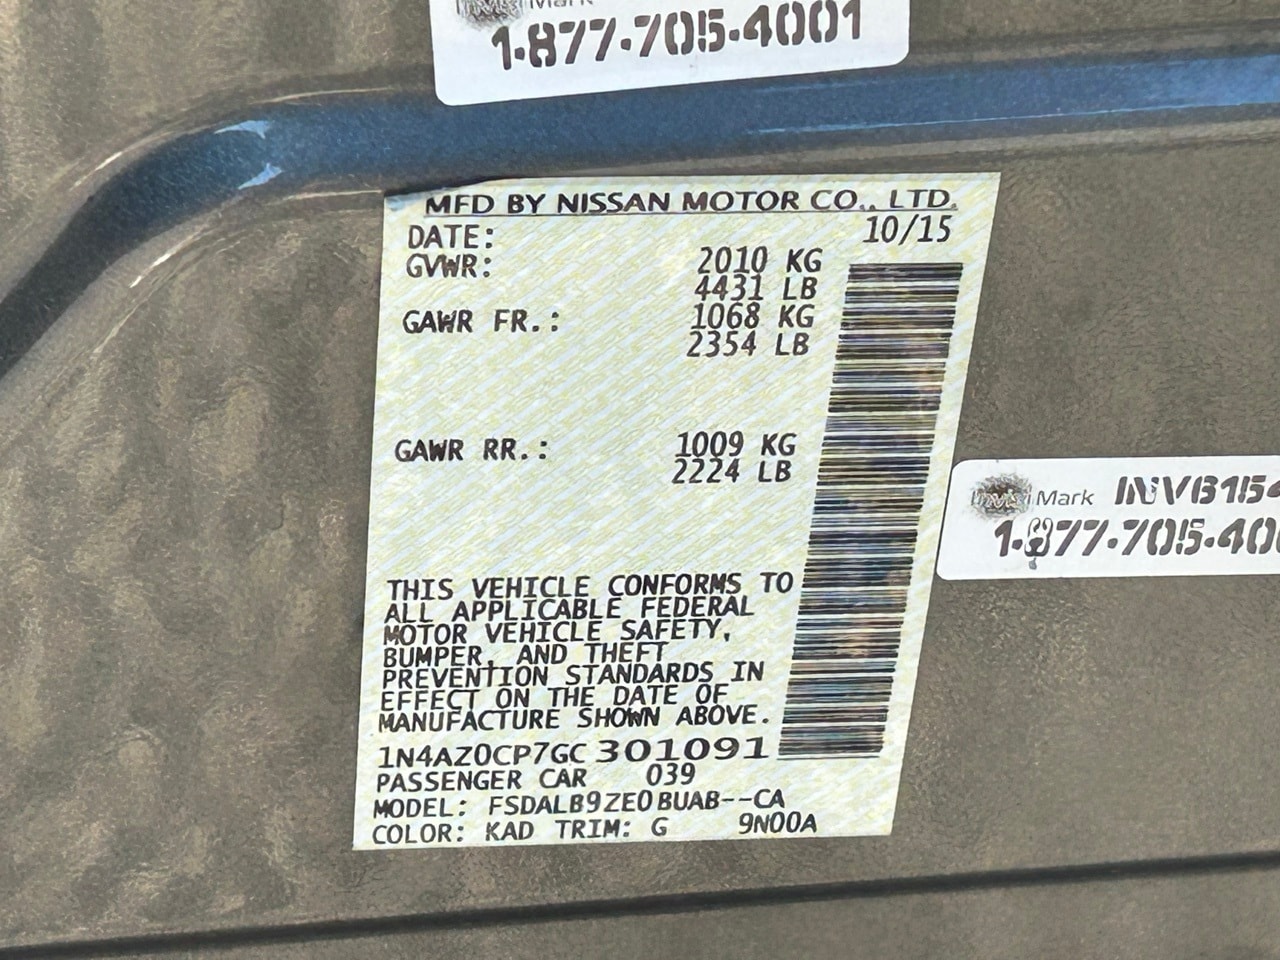 Mark
1-877-705-4001
MFD BY NISSAN MOTOR CO., LTD.
DATE: 10/15
GVWR: 2010 KG
4431 LB
GAWR FR.: 1068 KG
2354 LB
GAWR RR.: 1009 KG
2224 LB
Mark INV6154
1-877-705-400
THIS VEHICLE CONFORMS TO
ALL APPLICABLE FEDERAL
MOTOR VEHICLE SAFETY,
BUMPER, AND THEFT
PREVENTION STANDARDS IN
EFFECT ON THE DATE OF
MANUFACTURE SHOWN ABOVE.
1N4AZ0CP7GC 301091
PASSENGER CAR 039
MODEL: FSDALB9ZE0BUAB--CA
COLOR: KAD TRIM: G 9N00A